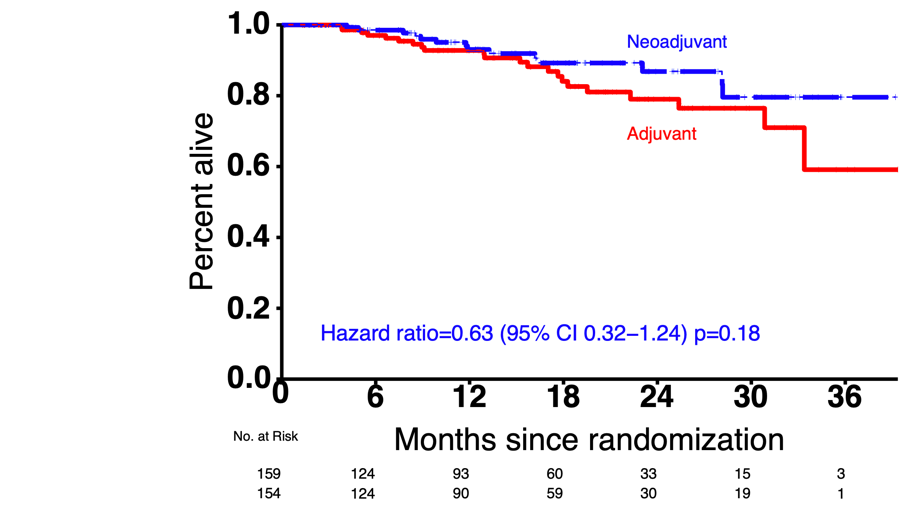 1.0
0.8
0.6
0.4
0.2
0.0
Percent alive
Neoadjuvant
Adjuvant
Hazard ratio=0.63 (95% CI 0.32–1.24) p=0.18
0 6 12 18 24 30 36
Months since randomization
No. at Risk
159 124 93 60 33 15 3
154 124 90 59 30 19 1